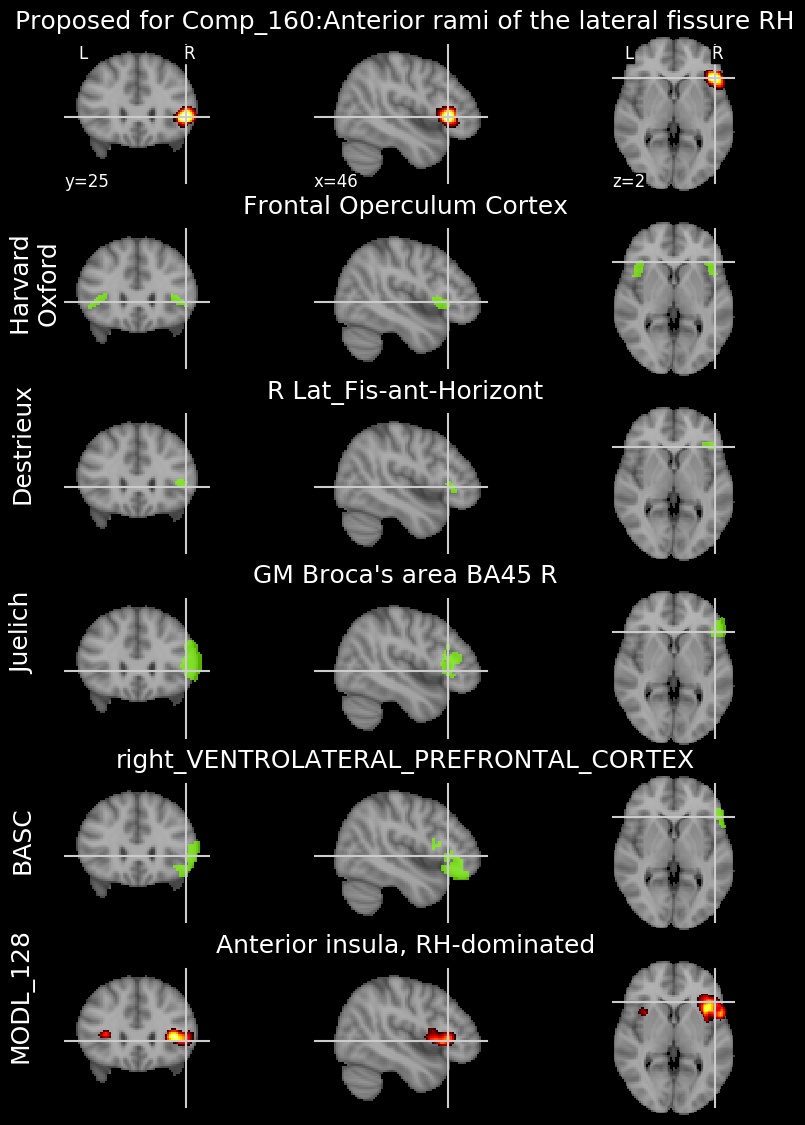 Proposed for Comp_160:Anterior rami of the lateral fissure RH
L R
L R
y=25
x=46
z=2
Frontal Operculum Cortex
Harvard
Oxford
R Lat_Fis-ant-Horizont
Destrieux
GM Broca's area BA45 R
Juelich
right_VENTROLATERAL_PREFRONTAL_CORTEX
BASC
Anterior insula, RH-dominated
MODL_128